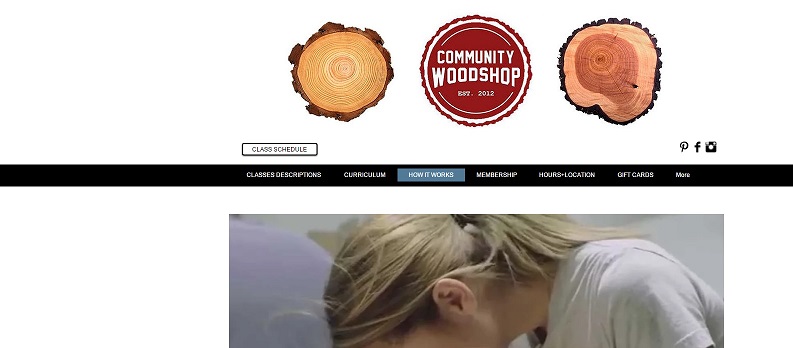 COMMUNITY
WOODSHOP
EST. 2012
CLASS SCHEDULE
CLASSES DESCRIPTIONS CURRICULUM HOW IT WORKS MEMBERSHIP HOURS+LOCATION GIFT CARDS More